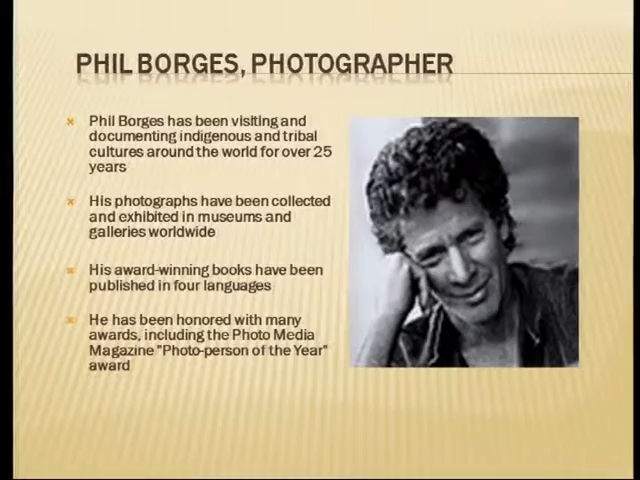 PHIL BORGES, PHOTOGRAPHER
Phil Borges has been visiting and
documenting indigenous and tribal
cultures around the world for over 25
years
His photographs have been collected
and exhibited in museums and
galleries worldwide
His award-winning books have been
published in four languages
He has been honored with many
awards, including the Photo Media
Magazine "Photo-person of the Year"
award